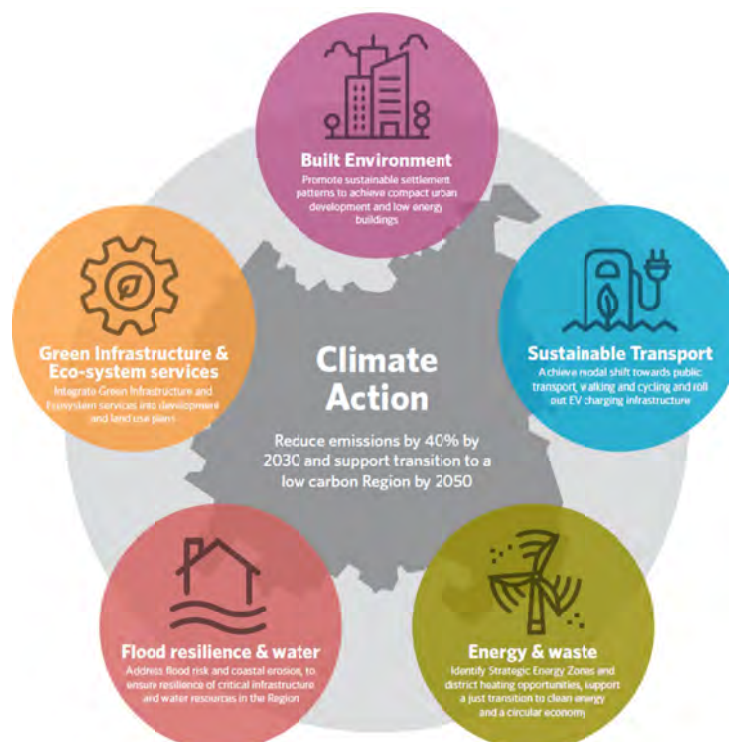 Built Environment
Promote sustainable settlement
patterns to achieve compact urban
development and low energy
buildings
Green Infrastructure &
Eco-system services
Integrate Green Infrastructure and
Ecosystem services into development
and land use plans
Climate
Action
Reduce emissions by 40% by
2030 and support transition to a
low carbon Region by 2050
Sustainable Transport
Achieve modal shift towards public
transport, walking and cycling and roll
out EV charging infrastructure
Flood resilience & water
Address flood risk and coastal erosion, to
ensure resilience of critical infrastructure
and water resources in the Region
Energy & waste
Identify Strategic Energy Zones and
district heating opportunities, support
a just transition to clean energy
and a circular economy